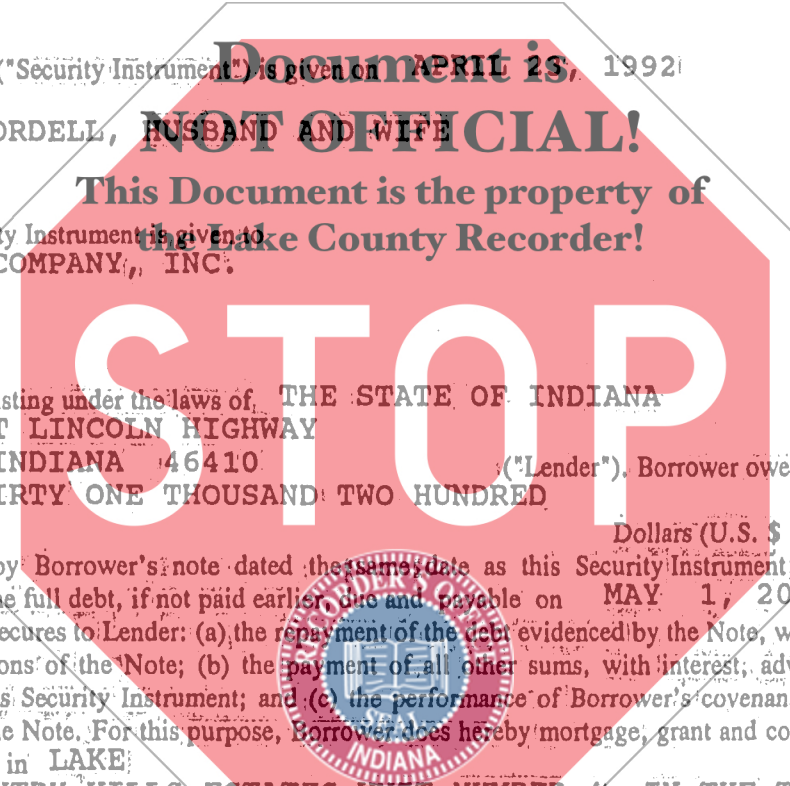 Document is
("Security Instrument") is given on APRIL 23, 1992
NOT OFFICIAL!
ORDELL, HUSBAND AND WIFE
This Document is the property of
the Lake County Recorder!
ty Instrument is given to
COMPANY, INC.
STOP
isting under the laws of THE STATE OF INDIANA
T LINCOLN HIGHWAY
INDIANA 46410 ("Lender"). Borrower owe
IRTY ONE THOUSAND TWO HUNDRED
Dollars (U.S. $
by Borrower's note dated the same date as this Security Instrument
he full debt, if not paid earlier, due and payable on MAY 1, 20
ecures to Lender: (a) the repayment of the debt evidenced by the Note, w
ons of the Note; (b) the payment of all other sums, with interest, adv
s Security Instrument; and (c) the performance of Borrower's covenan
e Note. For this purpose, Borrower does hereby mortgage, grant and co
in LAKE
RECORDER'S OFFICE
SEAL
INDIANA